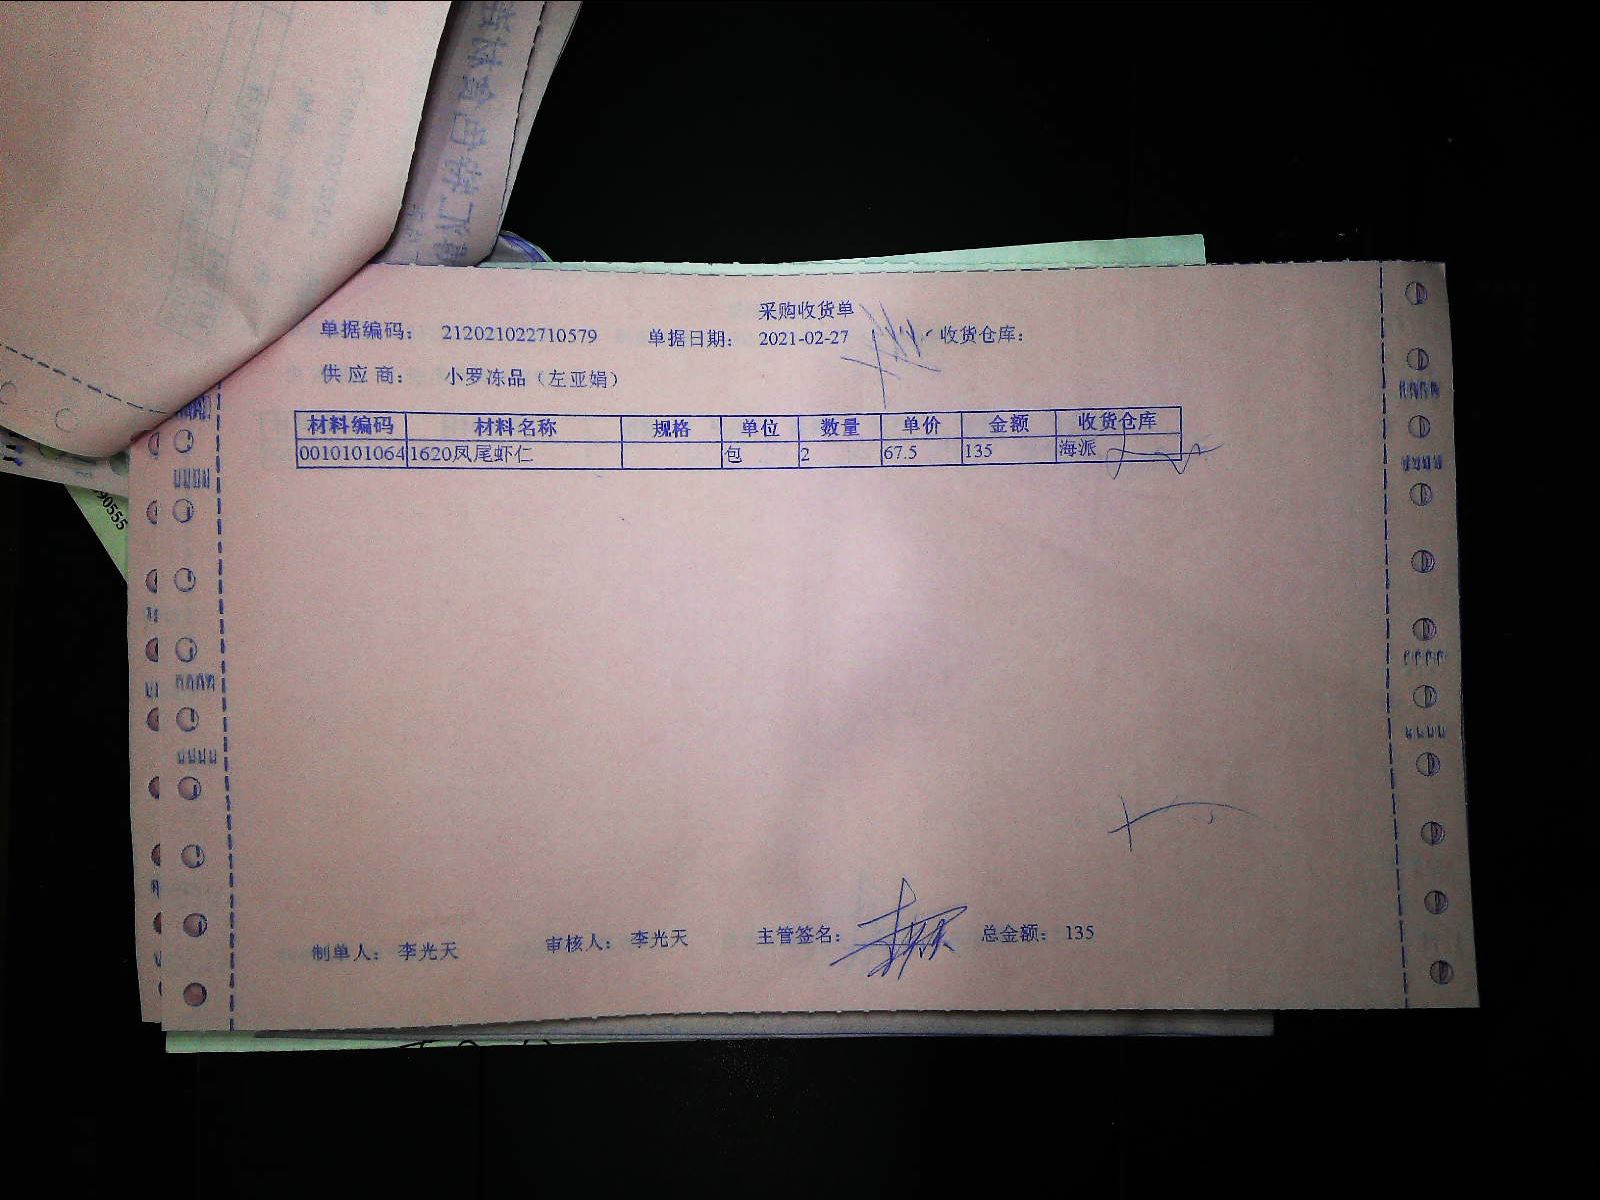 采购收货单
单据编码： 212021022710579 单据日期： 2021-02-27 收货仓库：
供 应 商： 小罗冻品（左亚娟）
材料编码 材料名称 规格 单位 数量 单价 金额 收货仓库
0010101064 1620凤尾虾仁 包 2 67.5 135 海派
制单人： 李光天 审核人： 李光天 主管签名： 总金额： 135
90555